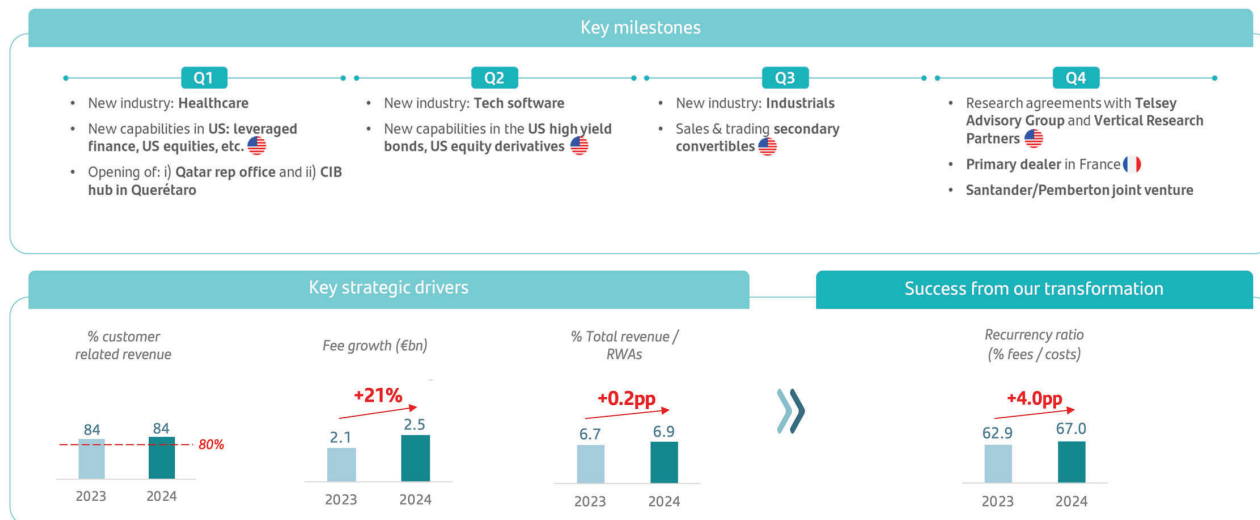 Key milestones
Q1
• New industry: Healthcare
• New capabilities in US: leveraged
finance, US equities, etc.
• Opening of: i) Qatar rep office and ii) CIB
hub in Querétaro
Q2
• New industry: Tech software
• New capabilities in the US high yield
bonds, US equity derivatives
Q3
• New industry: Industrials
• Sales & trading secondary
convertibles
Q4
• Research agreements with Telsey
Advisory Group and Vertical Research
Partners
• Primary dealer in France
• Santander/Pemberton joint venture
Key strategic drivers
% customer
related revenue
84
84
80%
2023
2024
Fee growth (€bn)
+21%
2.1
2.5
2023
2024
% Total revenue /
RWAs
+0.2pp
6.7
6.9
2023
2024
Success from our transformation
Recurrency ratio
(% fees / costs)
+4.0pp
62.9
67.0
2023
2024